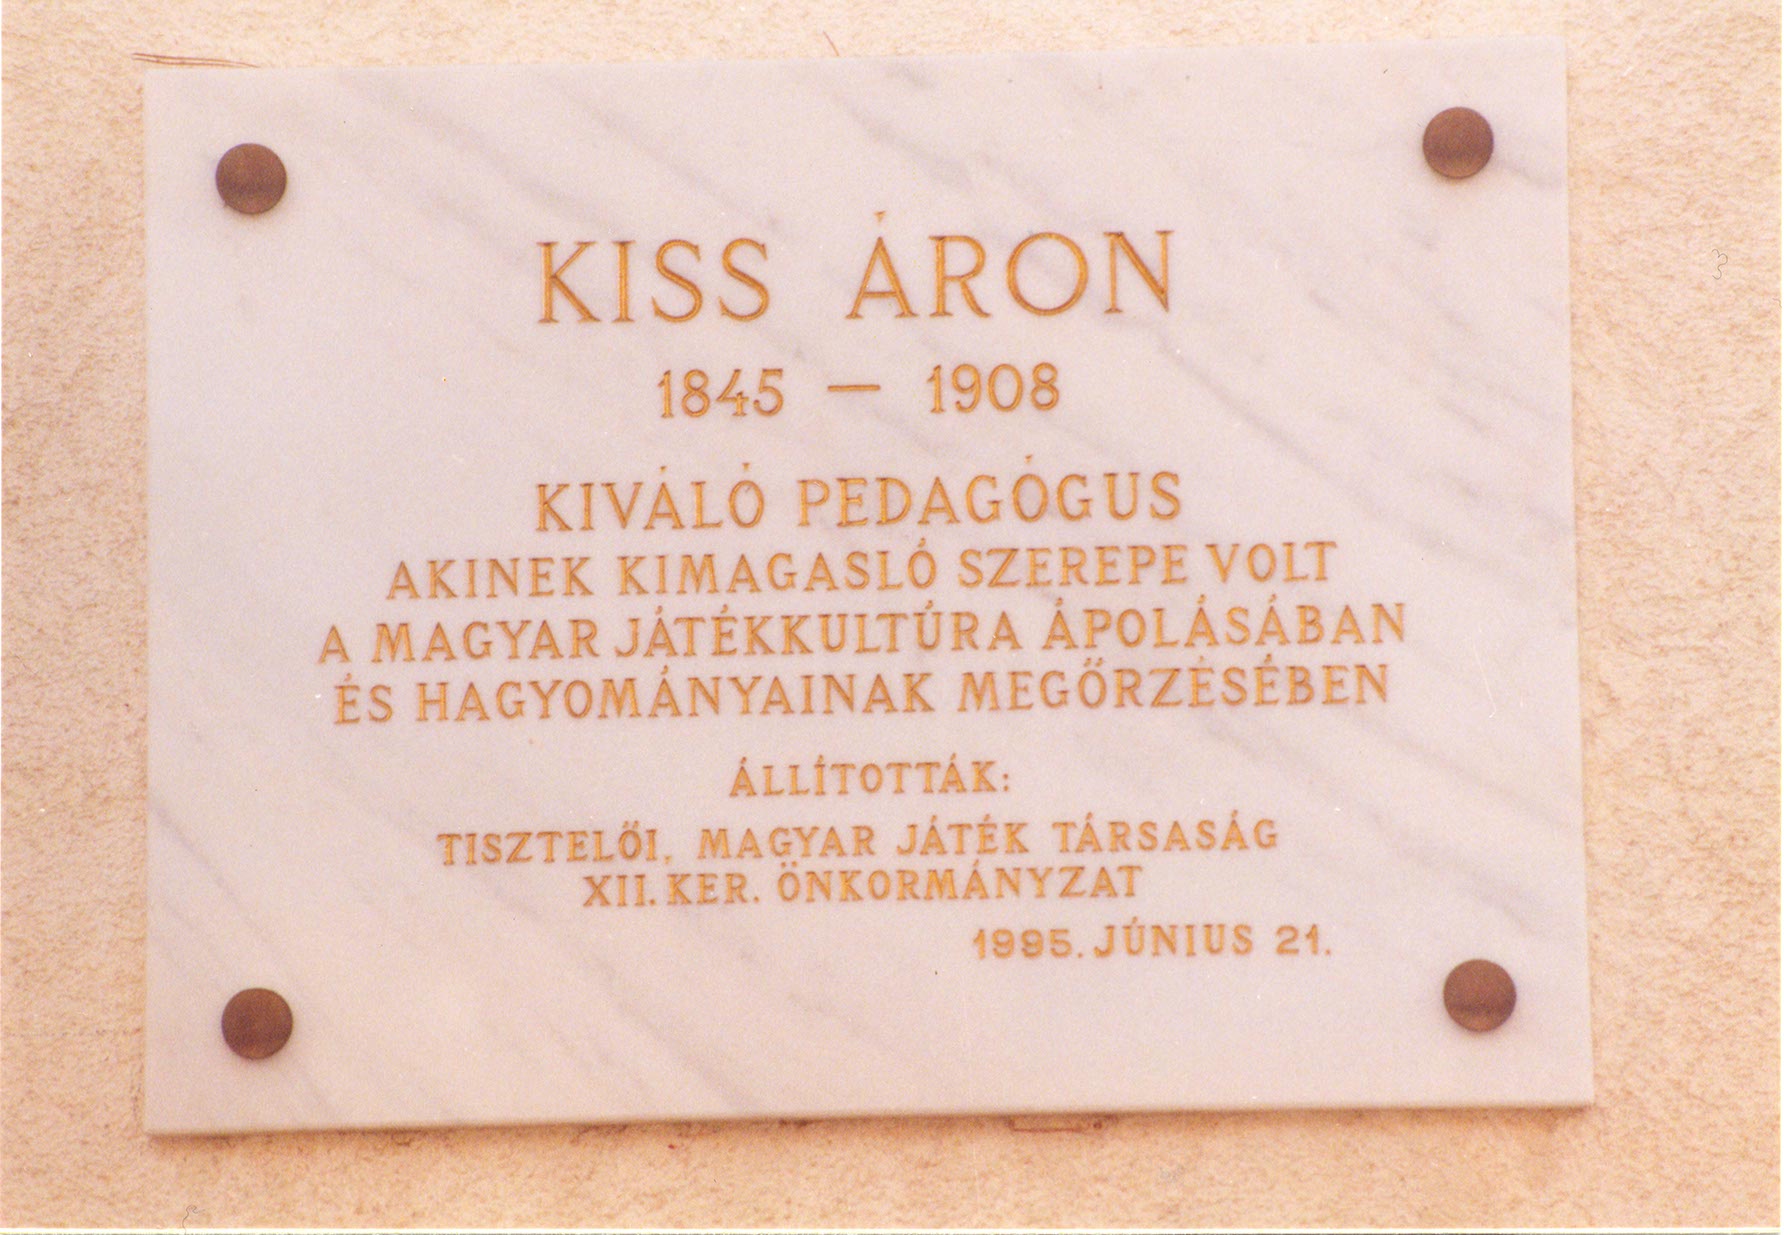 KISS ÁRON
1845 – 1908
KIVÁLÓ PEDAGÓGUS
AKINEK KIMAGASLÓ SZEREPE VOLT
A MAGYAR JÁTÉKKULTÚRA ÁPOLÁSÁBAN
ÉS HAGYOMÁNYAINAK MEGŐRZÉSÉBEN
ÁLLÍTOTTÁK:
TISZTELŐI, MAGYAR JÁTÉK TÁRSASÁG
XII. KER. ÖNKORMÁNYZAT
1995. JÚNIUS 21.